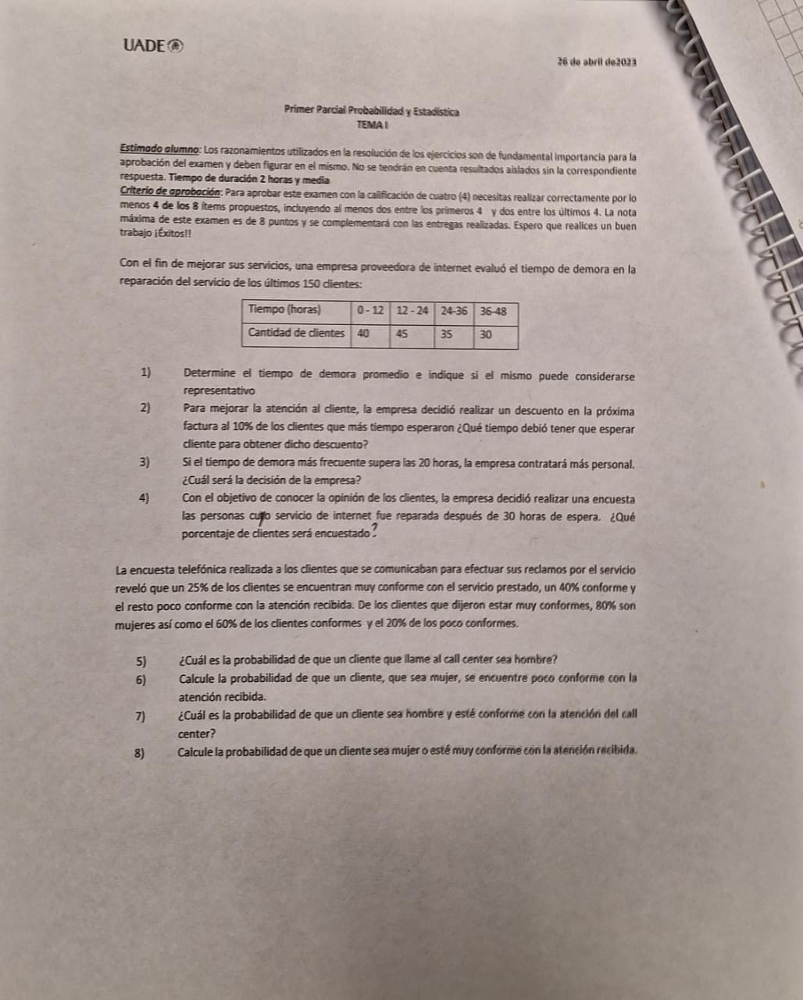 UADE
26 de abril de2023
Primer Parcial Probabilidad y Estadística
TEMA I
Estimado alumno: Los razonamientos utilizados en la resolución de los ejercicios son de fundamental importancia para la
aprobación del examen y deben figurar en el mismo. No se tendrán en cuenta resultados aislados sin la correspondiente
respuesta. Tiempo de duración 2 horas y media
Criterio de aprobación: Para aprobar este examen con la calificación de cuatro (4) necesitas realizar correctamente por lo
menos 4 de los 8 ítems propuestos, incluyendo al menos dos entre los primeros 4 y dos entre los últimos 4. La nota
máxima de este examen es de 8 puntos y se complementará con las entregas realizadas. Espero que realices un buen
trabajo ¡Éxitos!!
Con el fin de mejorar sus servicios, una empresa proveedora de internet evaluó el tiempo de demora en la
reparación del servicio de los últimos 150 clientes:
Tiempo (horas) 0 - 12 12 - 24 24-36 36-48
Cantidad de clientes 40 45 35 30
1) Determine el tiempo de demora promedio e indique si el mismo puede considerarse
representativo
2) Para mejorar la atención al cliente, la empresa decidió realizar un descuento en la próxima
factura al 10% de los clientes que más tiempo esperaron ¿Qué tiempo debió tener que esperar
cliente para obtener dicho descuento?
3) Si el tiempo de demora más frecuente supera las 20 horas, la empresa contratará más personal.
¿Cuál será la decisión de la empresa?
4) Con el objetivo de conocer la opinión de los clientes, la empresa decidió realizar una encuesta
las personas cuyo servicio de internet fue reparada después de 30 horas de espera. ¿Qué
porcentaje de clientes será encuestado?
La encuesta telefónica realizada a los clientes que se comunicaban para efectuar sus reclamos por el servicio
reveló que un 25% de los clientes se encuentran muy conforme con el servicio prestado, un 40% conforme y
el resto poco conforme con la atención recibida. De los clientes que dijeron estar muy conformes, 80% son
mujeres así como el 60% de los clientes conformes y el 20% de los poco conformes.
5) ¿Cuál es la probabilidad de que un cliente que llame al call center sea hombre?
6) Calcule la probabilidad de que un cliente, que sea mujer, se encuentre poco conforme con la
atención recibida.
7) ¿Cuál es la probabilidad de que un cliente sea hombre y esté conforme con la atención del call
center?
8) Calcule la probabilidad de que un cliente sea mujer o esté muy conforme con la atención recibida.